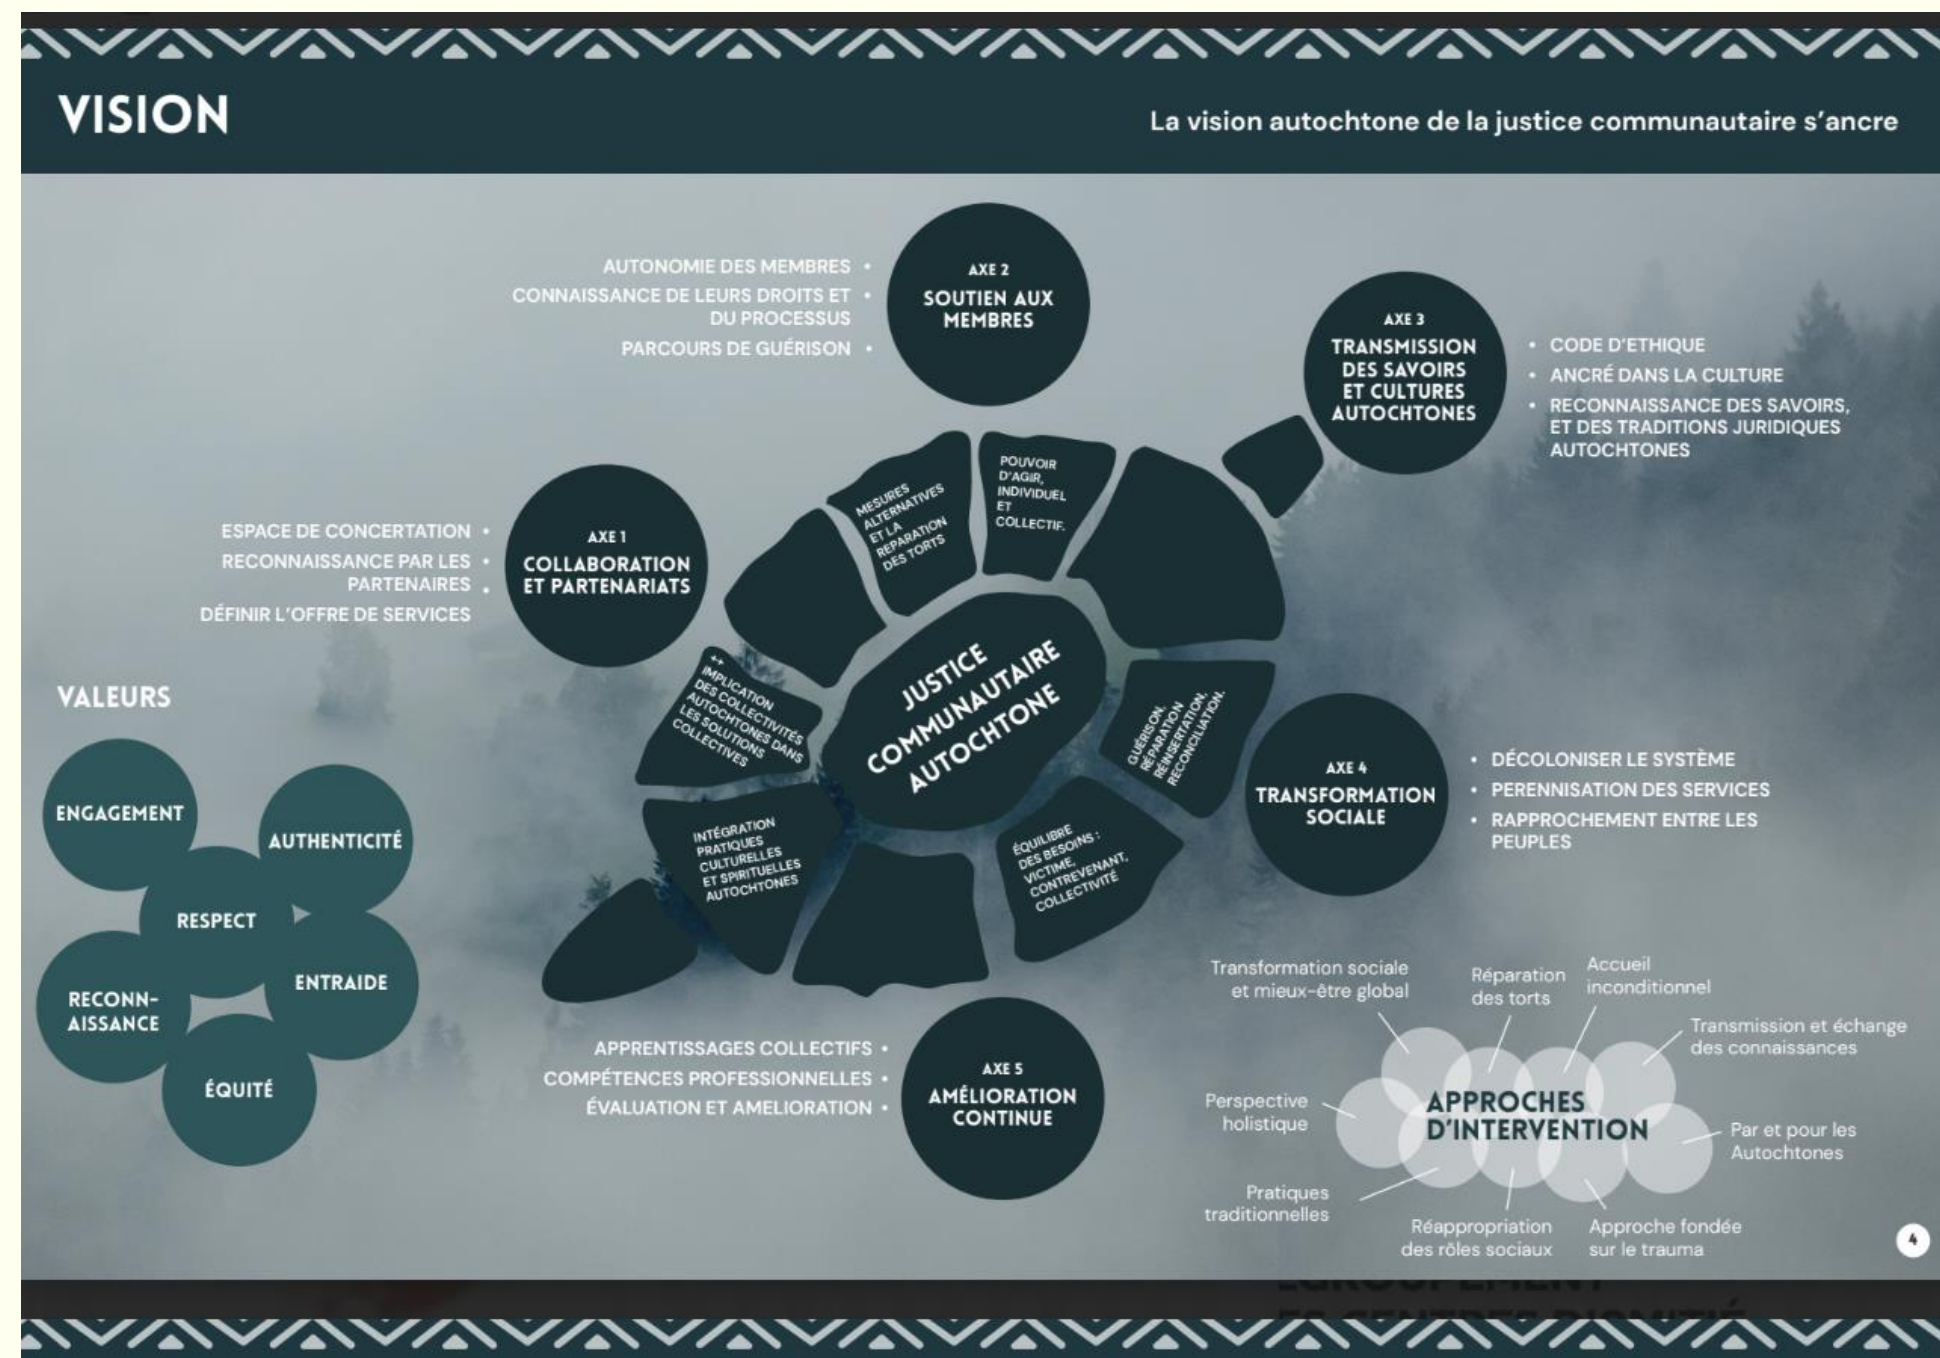 VISION
La vision autochtone de la justice communautaire s'ancre
AXE 2
SOUTIEN AUX
MEMBRES
AUTONOMIE DES MEMBRES •
CONNAISSANCE DE LEURS DROITS ET •
DU PROCESSUS
PARCOURS DE GUÉRISON •
AXE 3
TRANSMISSION
DES SAVOIRS
ET CULTURES
AUTOCHTONES
• CODE D'ETHIQUE
• ANCRÉ DANS LA CULTURE
• RECONNAISSANCE DES SAVOIRS,
ET DES TRADITIONS JURIDIQUES
AUTOCHTONES
AXE 1
COLLABORATION
ET PARTENARIATS
ESPACE DE CONCERTATION •
RECONNAISSANCE PAR LES •
PARTENAIRES •
DÉFINIR L'OFFRE DE SERVICES
MESURES
ALTERNATIVES
ET LA
REPARATION
DES TORTS
POUVOIR
D'AGIR,
INDIVIDUEL
ET
COLLECTIF.
++
IMPLICATION
DES COLLECTIVITÉS
AUTOCHTONES DANS
LES SOLUTIONS
COLLECTIVES
JUSTICE
COMMUNAUTAIRE
AUTOCHTONE
GUÉRISON,
RÉPARATION
RÉINSERTATION,
RECONCILIATION.
INTÉGRATION
PRATIQUES
CULTURELLES
ET SPIRITUELLES
AUTOCHTONES
ÉQUILIBRE
DES BESOINS :
VICTIME,
CONTREVENANT,
COLLECTIVITÉ
AXE 4
TRANSFORMATION
SOCIALE
• DÉCOLONISER LE SYSTÈME
• PERENNISATION DES SERVICES
• RAPPROCHEMENT ENTRE LES
PEUPLES
VALEURS
ENGAGEMENT
AUTHENTICITÉ
RESPECT
RECONN-
AISSANCE
ENTRAIDE
ÉQUITÉ
AXE 5
AMÉLIORATION
CONTINUE
APPRENTISSAGES COLLECTIFS •
COMPÉTENCES PROFESSIONNELLES •
ÉVALUATION ET AMELIORATION •
Transformation sociale
et mieux-être global
Réparation
des torts
Accueil
inconditionnel
Transmission et échange
des connaissances
Perspective
holistique
APPROCHES
D'INTERVENTION
Par et pour les
Autochtones
Pratiques
traditionnelles
Réappropriation
des rôles sociaux
Approche fondée
sur le trauma
4